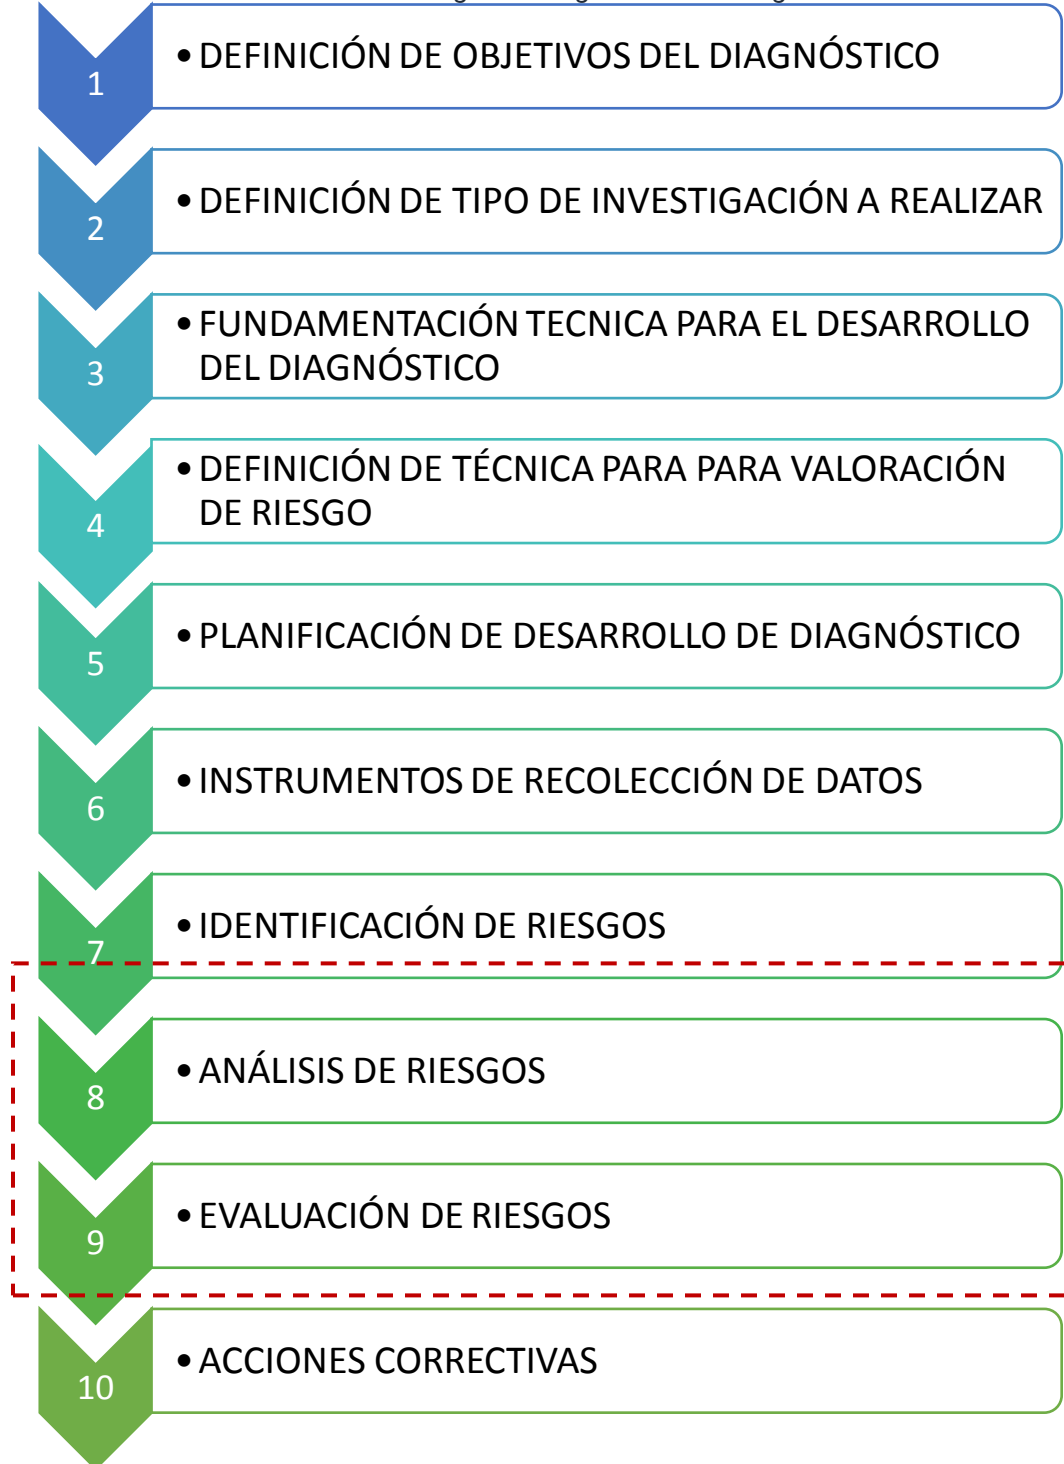 1
• DEFINICIÓN DE OBJETIVOS DEL DIAGNÓSTICO
2
• DEFINICIÓN DE TIPO DE INVESTIGACIÓN A REALIZAR
3
• FUNDAMENTACIÓN TECNICA PARA EL DESARROLLO
DEL DIAGNÓSTICO
4
• DEFINICIÓN DE TÉCNICA PARA PARA VALORACIÓN
DE RIESGO
5
• PLANIFICACIÓN DE DESARROLLO DE DIAGNÓSTICO
6
• INSTRUMENTOS DE RECOLECCIÓN DE DATOS
7
• IDENTIFICACIÓN DE RIESGOS
8
• ANÁLISIS DE RIESGOS
9
• EVALUACIÓN DE RIESGOS
10
• ACCIONES CORRECTIVAS